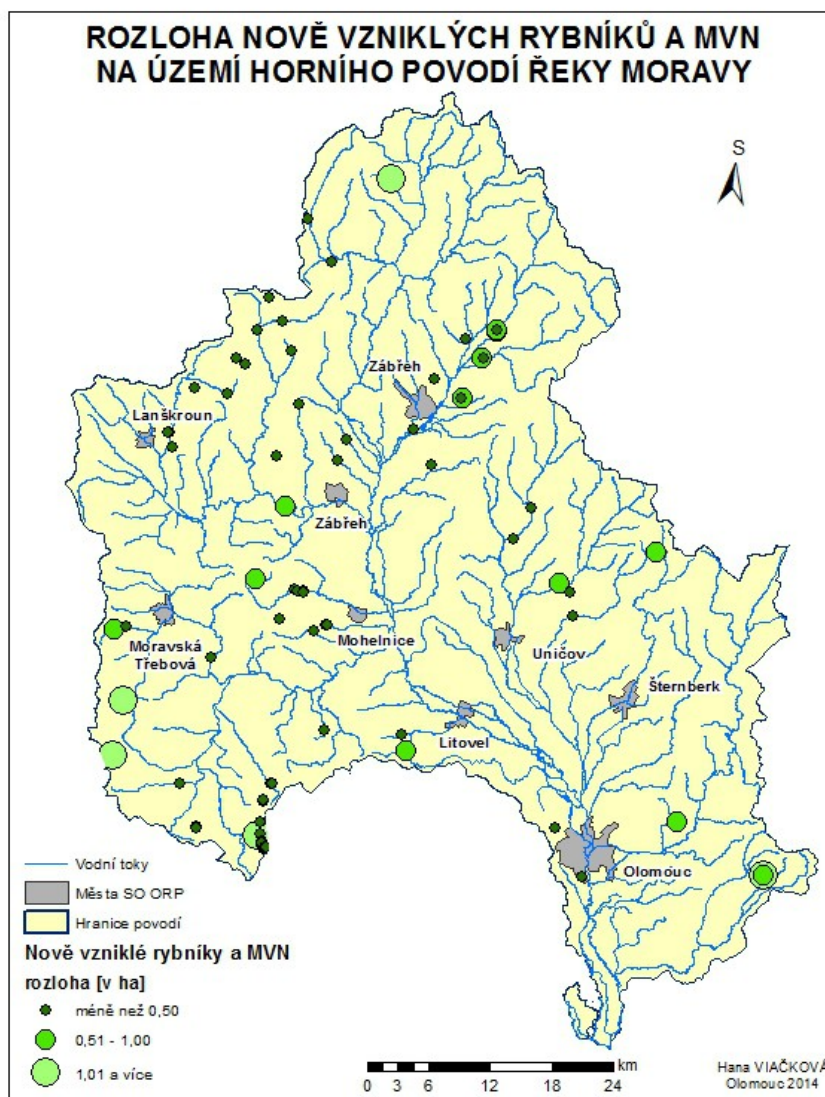 ROZLOHA NOVĚ VZNIKLÝCH RYBNÍKŮ A MVN
NA ÚZEMÍ HORNÍHO POVODÍ ŘEKY MORAVY
S
Zábřeh
Lanškroun
Zábřeh
Moravská
Třebová
Mohelnice
Uničov
Šternberk
Litovel
Olomouc
Vodní toky
Města SO ORP
Hranice povodí
Nově vzniklé rybníky a MVN
rozloha [v ha]
méně než 0,50
0,51 - 1,00
1,01 a více
km
0 3 6 12 18 24
Hana VIAČKOVÁ
Olomouc 2014